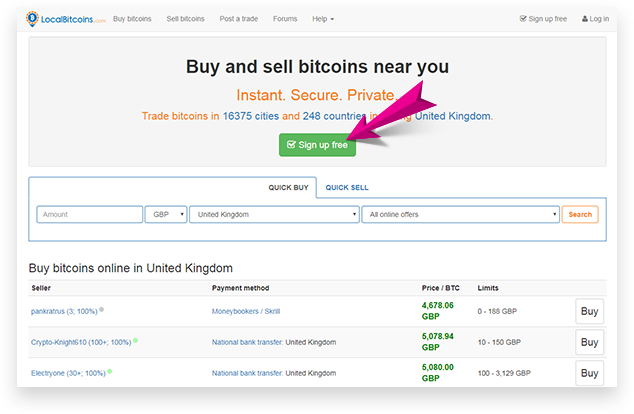 LocalBitcoins.com Buy bitcoins Sell bitcoins Post a trade Forums Help Sign up free Log in
Buy and sell bitcoins near you
Instant. Secure. Private.
Trade bitcoins in 16375 cities and 248 countries in United Kingdom.
Sign up free
QUICK BUY QUICK SELL
Amount GBP United Kingdom All online offers Search
Buy bitcoins online in United Kingdom
Seller Payment method Price / BTC Limits
pankratrus (3; 100%) Moneybookers / Skrill 4,678.06 GBP 0 - 188 GBP Buy
Crypto-Knight610 (100+; 100%) National bank transfer: United Kingdom 5,078.94 GBP 10 - 150 GBP Buy
Electryone (30+; 100%) National bank transfer: United Kingdom 5,080.00 GBP 100 - 3,129 GBP Buy